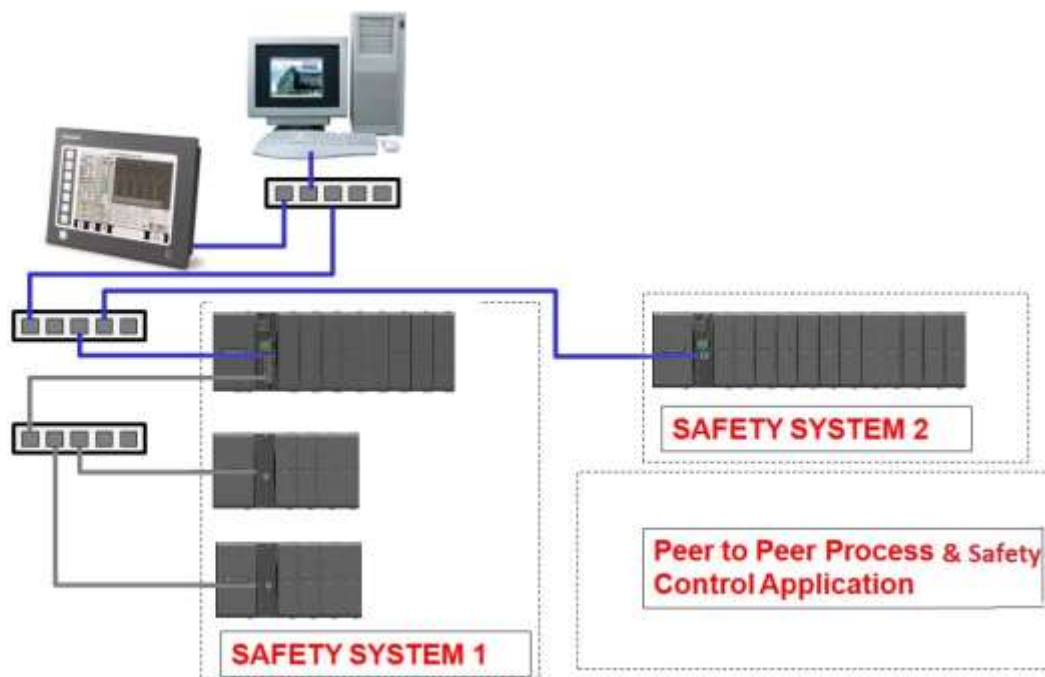 SAFETY SYSTEM 2
Peer to Peer Process & Safety
Control Application
SAFETY SYSTEM 1